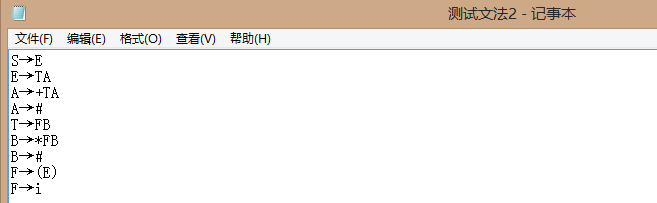 测试文法2 - 记事本
文件(F) 编辑(E) 格式(O) 查看(V) 帮助(H)
S→E
E→TA
A→+TA
A→#
T→FB
B→*FB
B→#
F→(E)
F→i